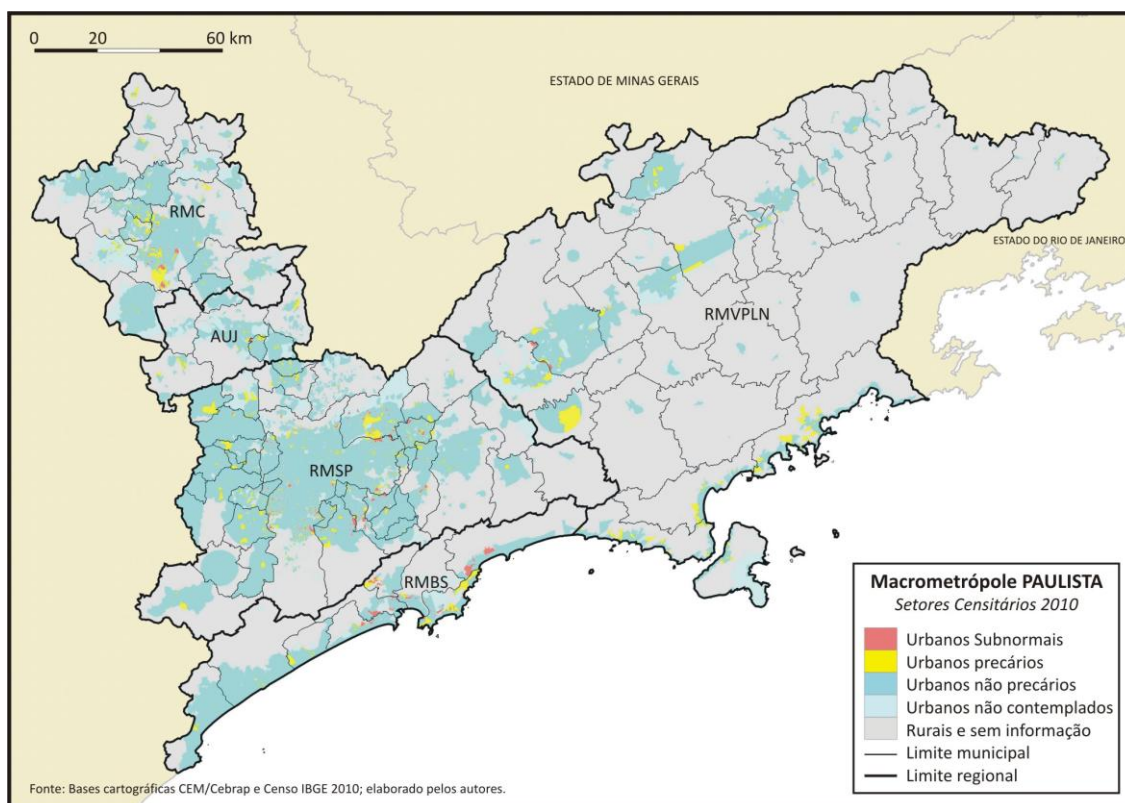 0 20 60 km
ESTADO DE MINAS GERAIS
RMC
ESTADO DO RIO DE JANEIRO
AUJ
RMVPLN
RMSP
RMBS
Macrometrópole PAULISTA
Setores Censitários 2010
Urbanos Subnormais
Urbanos precários
Urbanos não precários
Urbanos não contemplados
Rurais e sem informação
Limite municipal
Limite regional
Fonte: Bases cartográficas CEM/Cebrap e Censo IBGE 2010; elaborado pelos autores.